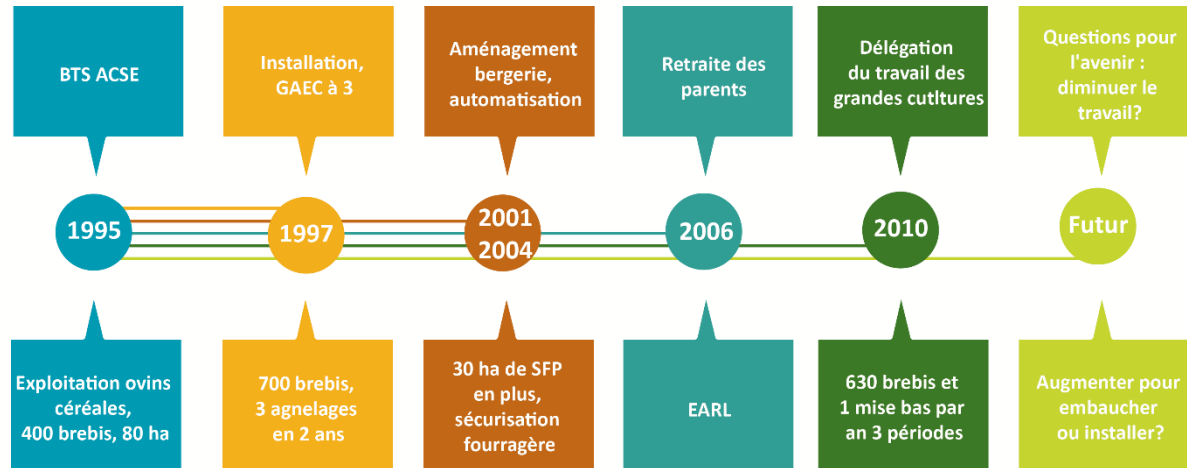 BTS ACSE
Installation,
GAEC à 3
Aménagement
bergerie,
automatisation
Retraite des
parents
Délégation
du travail des
grandes cutltures
Questions pour
l'avenir :
diminuer le
travail?
1995
1997
2001
2004
2006
2010
Futur
Exploitation ovins
céréales,
400 brebis, 80 ha
700 brebis,
3 agnelages
en 2 ans
30 ha de SFP
en plus,
sécurisation
fourragère
EARL
630 brebis et
1 mise bas par
an 3 périodes
Augmenter pour
embaucher
ou installer?